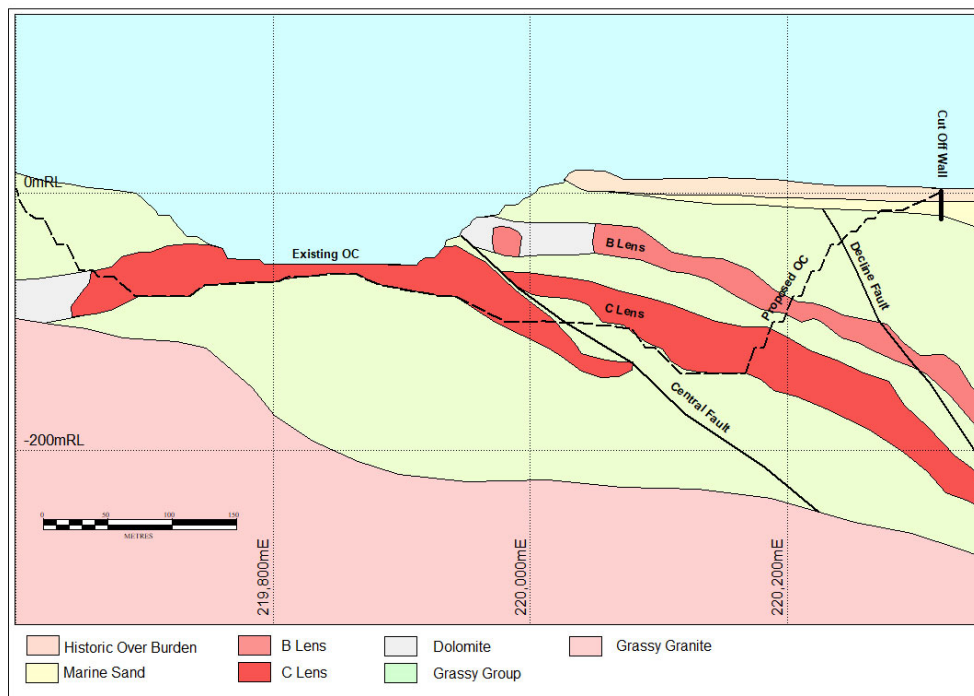 Cut Off Wall
0mRL
B Lens
Existing OC
Decline Fault
Proposed OC
C Lens
Central Fault
-200mRL
0 50 100 150
METRES
219,800mE
220,000mE
220,200mE
Historic Over Burden
B Lens
Dolomite
Grassy Granite
Marine Sand
C Lens
Grassy Group